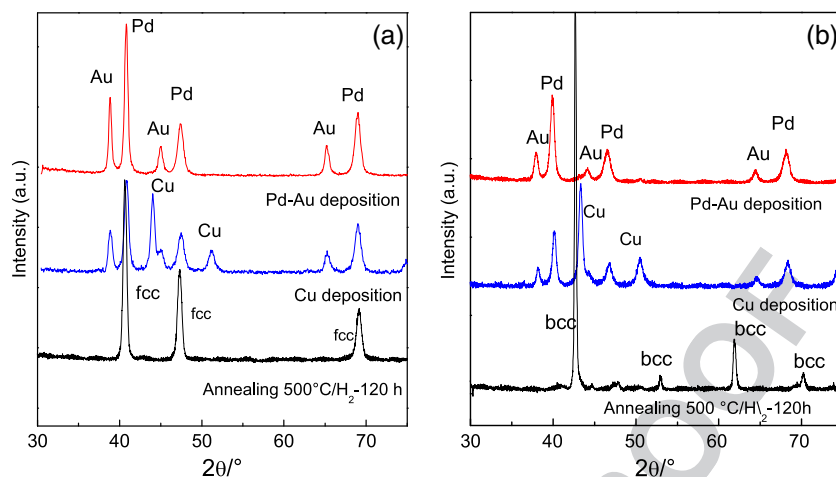 (a)
Pd
Au
Pd
Pd
Au
Au
Cu
Pd-Au deposition
Cu
fcc
fcc
fcc
Cu deposition
Annealing 500°C/H2-120 h
Intensity (a.u.)
30 40 50 60 70
2θ/°
(b)
Pd
Au
Au
Pd
Pd
Au
Cu
Pd-Au deposition
Cu
Cu deposition
bcc
bcc
bcc
bcc
Annealing 500 °C/H\2-120h
Intensity (a.u.)
30 40 50 60 70
2θ/°
OOF